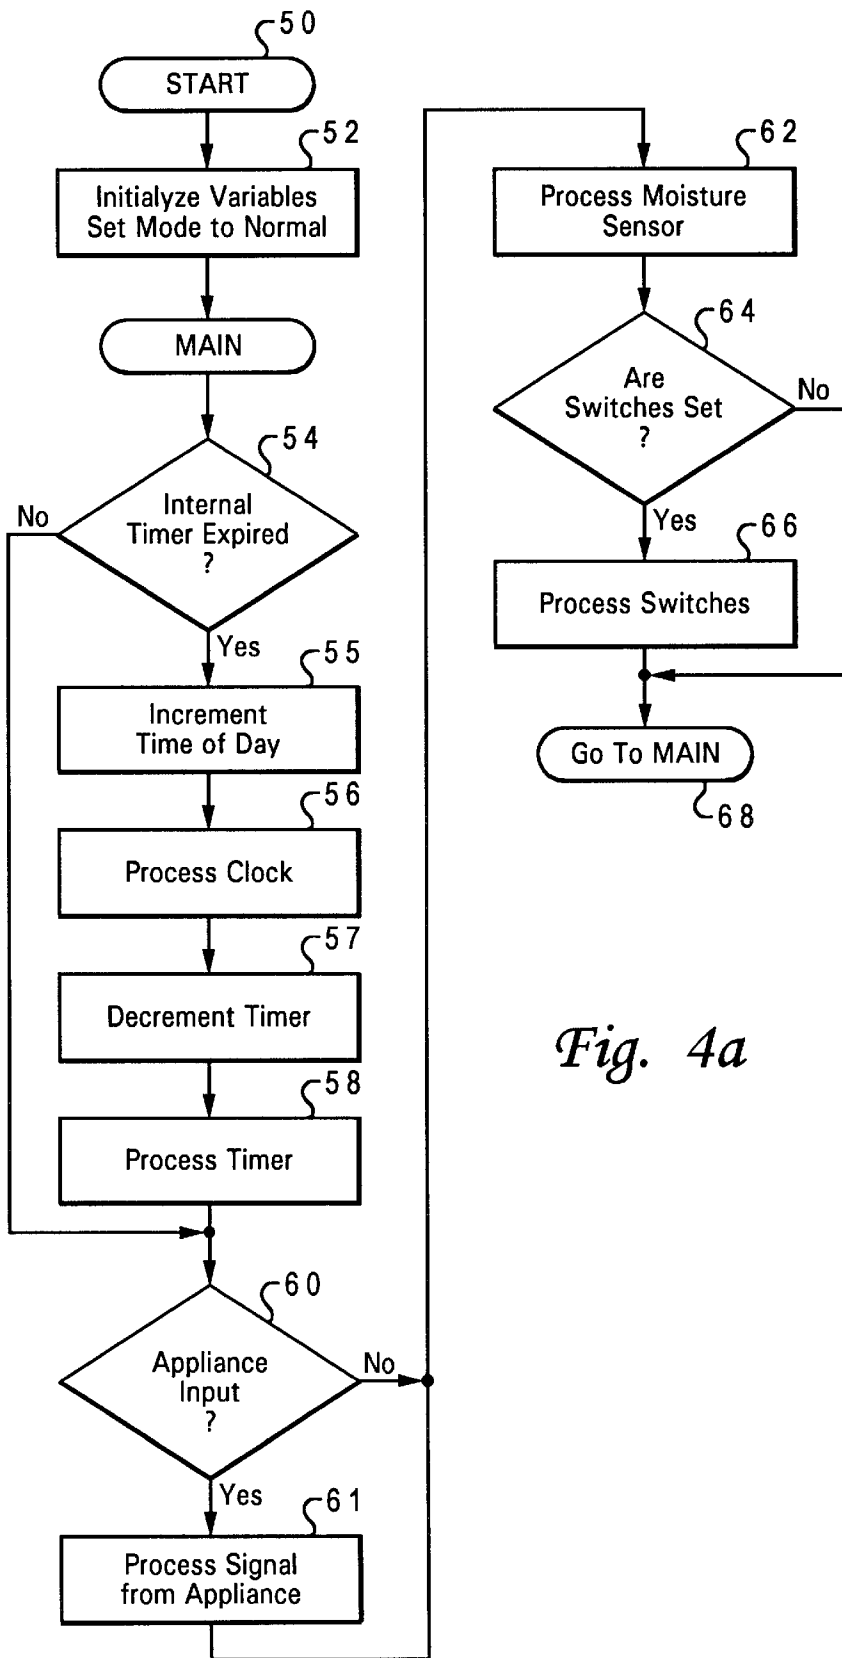 50
START
52
Initialyze Variables
Set Mode to Normal
MAIN
54
Internal
Timer Expired
?
No
Yes
55
Increment
Time of Day
56
Process Clock
57
Decrement Timer
58
Process Timer
60
Appliance
Input
?
No
Yes
61
Process Signal
from Appliance
62
Process Moisture
Sensor
64
Are
Switches Set
?
No
Yes
66
Process Switches
Go To MAIN
68
Fig. 4a